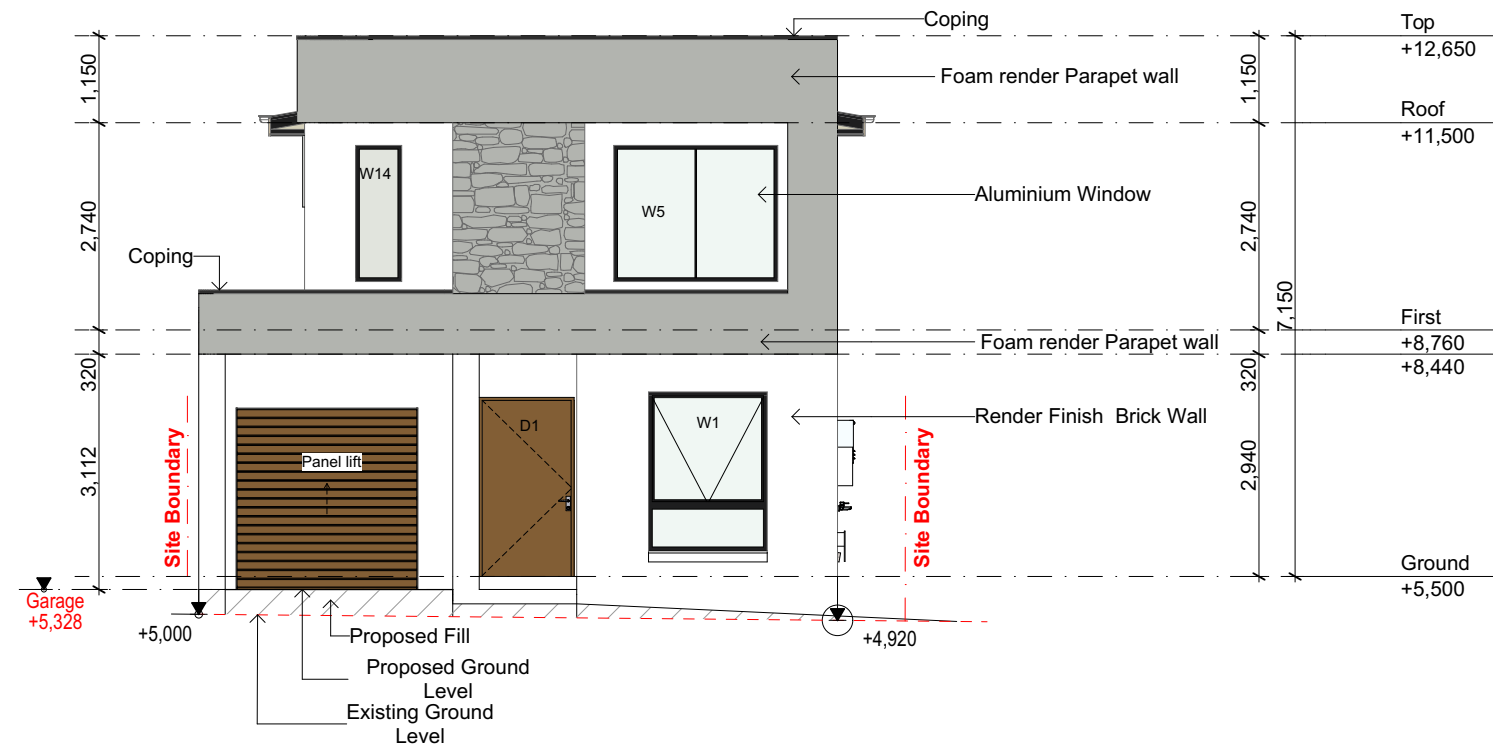 Coping
Top
+12,650
Foam render Parapet wall
1,150
1,150
Roof
+11,500
W14
Aluminium Window
W5
2,740
2,740
Coping
7,150
First
+8,760
Foam render Parapet wall
+8,440
320
320
Render Finish Brick Wall
D1
W1
Panel lift
3,112
2,940
Site Boundary
Site Boundary
Ground
+5,500
Garage
+5,328
+5,000
Proposed Fill
+4,920
Proposed Ground
Level
Existing Ground
Level